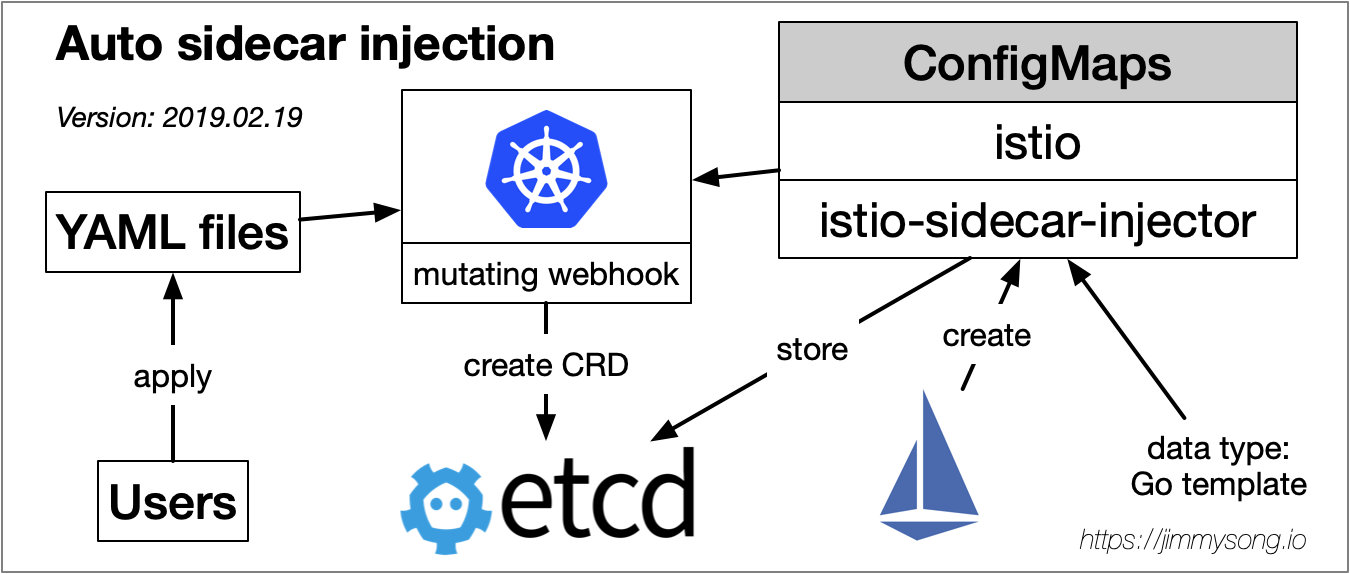 Auto sidecar injection
Version: 2019.02.19
ConfigMaps
istio
istio-sidecar-injector
YAML files
mutating webhook
apply
create CRD
store
create
Users
etcd
data type:
Go template
https://jimmysong.io